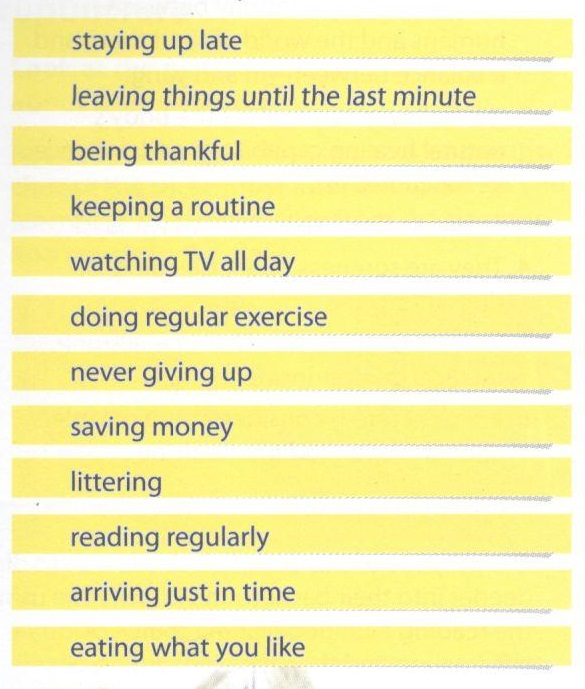 staying up late
leaving things until the last minute
being thankful
keeping a routine
watching TV all day
doing regular exercise
never giving up
saving money
littering
reading regularly
arriving just in time
eating what you like